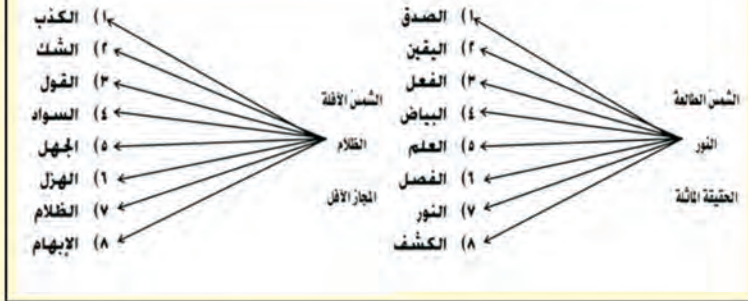 ١) الصدق
٢) اليقين
٣) الفعل
٤) البياض
٥) العلم
٦) الفصل
٧) النور
٨) الكشف
الشمس الطالعة
النور
الحقيقة الماثلة
١) الكذب
٢) الشك
٣) القول
٤) السواد
٥) الجهل
٦) الهزل
٧) الظلام
٨) الإبهام
الشمس الآفلة
الظلام
المجاز الآفل